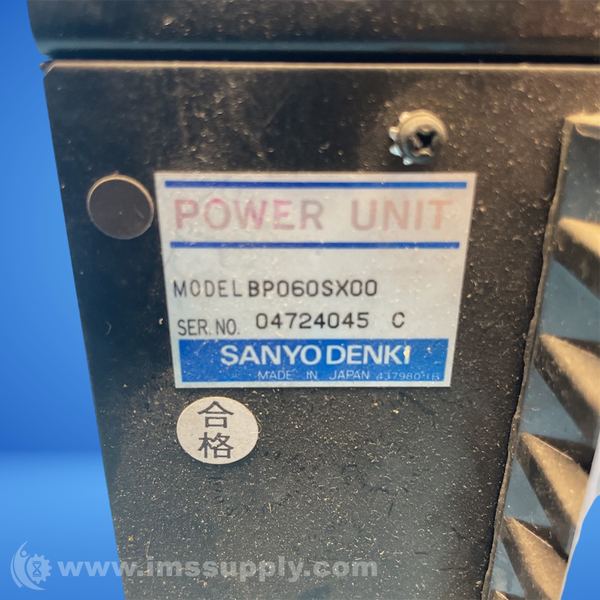 POWER UNIT
MODEL BP060SX00
SER. NO. 04724045 C
SANYO DENKI
MADE IN JAPAN
合
格
www.imssupply.com